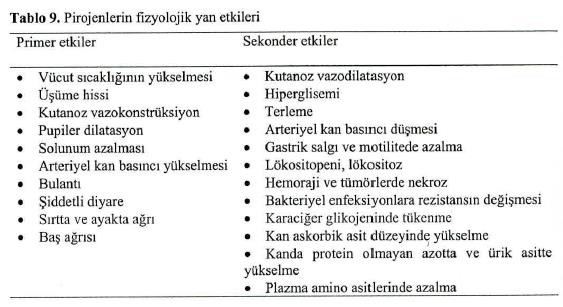 Tablo 9. Pirojenlerin fizyolojik yan etkileri
Primer etkiler
• Vücut sıcaklığının yükselmesi
• Üşüme hissi
• Kutanoz vazokonstrüksiyon
• Pupiler dilatasyon
• Solunum azalması
• Arteriyel kan basıncı yükselmesi
• Bulantı
• Şiddetli diyare
• Sırtta ve ayakta ağrı
• Baş ağrısı
Sekonder etkiler
• Kutanoz vazodilatasyon
• Hiperglisemi
• Terleme
• Arteriyel kan basıncı düşmesi
• Gastrik salgı ve motilitede azalma
• Lökositopeni, lökositoz
• Hemoraji ve tümörlerde nekroz
• Bakteriyel enfeksiyonlara rezistansın değişmesi
• Karaciğer glikojeninde tükenme
• Kan askorbik asit düzeyinde yükselme
• Kanda protein olmayan azotta ve ürik asitte
yükselme
• Plazma amino asitlerinde azalma